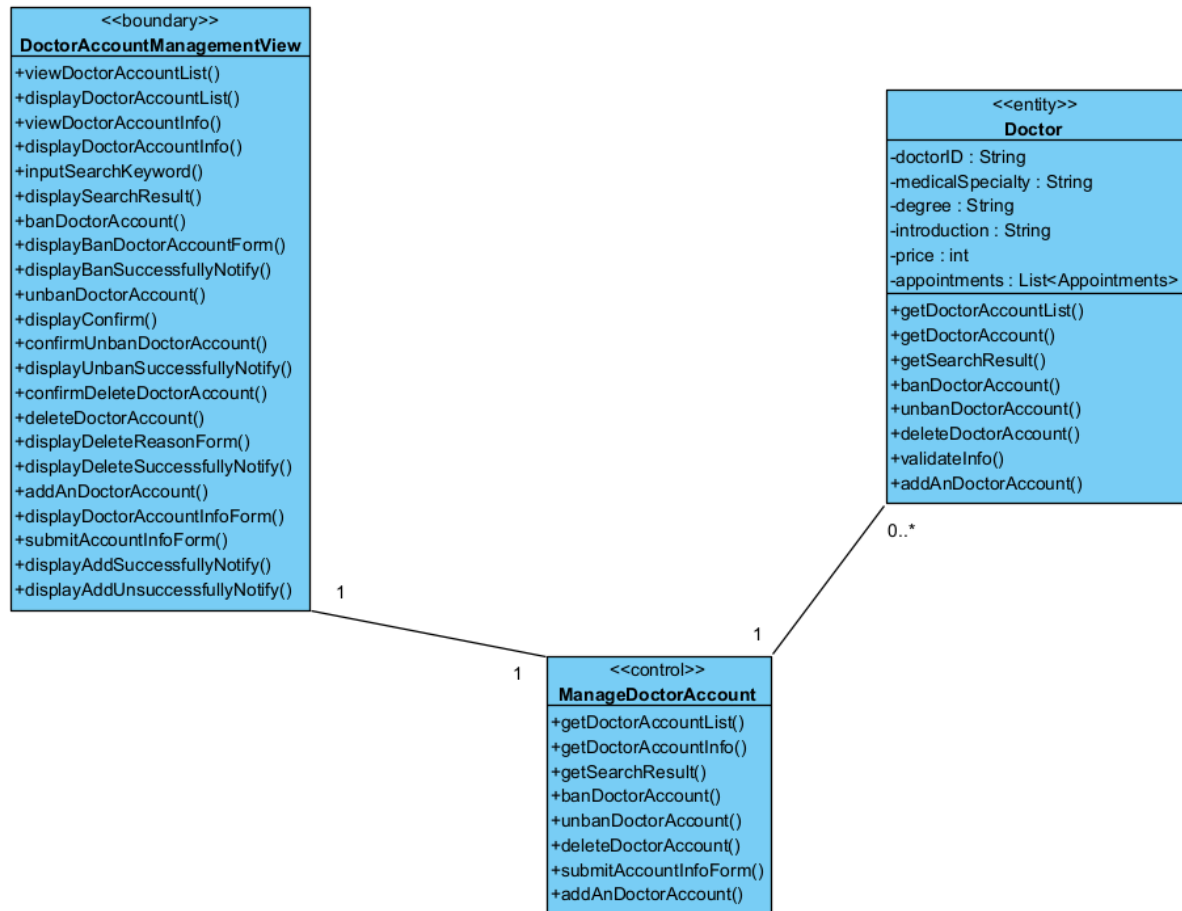 <<boundary>>
DoctorAccountManagementView
+viewDoctorAccountList()
+displayDoctorAccountList()
+viewDoctorAccountInfo()
+displayDoctorAccountInfo()
+inputSearchKeyword()
+displaySearchResult()
+banDoctorAccount()
+displayBanDoctorAccountForm()
+displayBanSuccessfullyNotify()
+unbanDoctorAccount()
+displayConfirm()
+confirmUnbanDoctorAccount()
+displayUnbanSuccessfullyNotify()
+confirmDeleteDoctorAccount()
+deleteDoctorAccount()
+displayDeleteReasonForm()
+displayDeleteSuccessfullyNotify()
+addAnDoctorAccount()
+displayDoctorAccountInfoForm()
+submitAccountInfoForm()
+displayAddSuccessfullyNotify()
+displayAddUnsuccessfullyNotify()
<<entity>>
Doctor
-doctorID : String
-medicalSpecialty : String
-degree : String
-introduction : String
-price : int
-appointments : List<Appointments>
+getDoctorAccountList()
+getDoctorAccount()
+getSearchResult()
+banDoctorAccount()
+unbanDoctorAccount()
+deleteDoctorAccount()
+validateInfo()
+addAnDoctorAccount()
0..*
1
1
1
<<control>>
ManageDoctorAccount
+getDoctorAccountList()
+getDoctorAccountInfo()
+getSearchResult()
+banDoctorAccount()
+unbanDoctorAccount()
+deleteDoctorAccount()
+submitAccountInfoForm()
+addAnDoctorAccount()